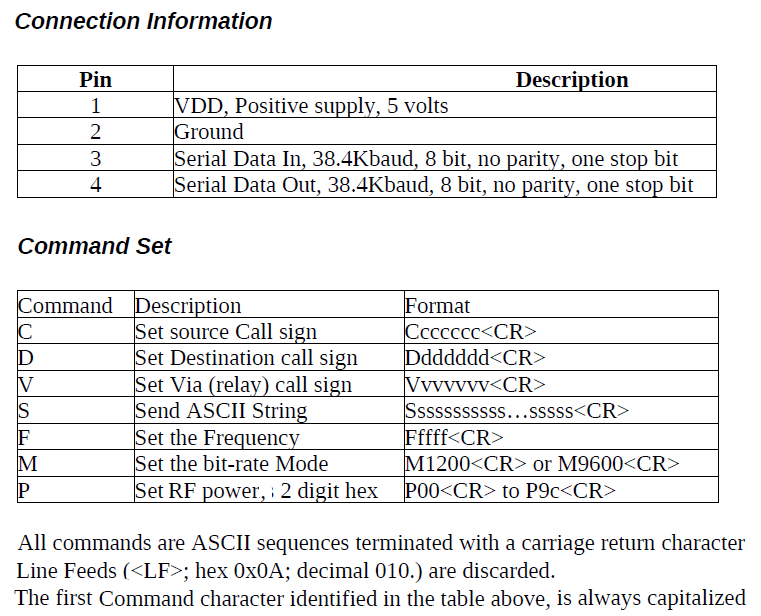 Connection Information
Pin Description
1 VDD, Positive supply, 5 volts
2 Ground
3 Serial Data In, 38.4Kbaud, 8 bit, no parity, one stop bit
4 Serial Data Out, 38.4Kbaud, 8 bit, no parity, one stop bit
Command Set
Command Description Format
C Set source Call sign Ccccccc<CR>
D Set Destination call sign Ddddddd<CR>
V Set Via (relay) call sign Vvvvvvv<CR>
S Send ASCII String Sssssssssss…sssss<CR>
F Set the Frequency Fffff<CR>
M Set the bit-rate Mode M1200<CR> or M9600<CR>
P Set RF power, 2 digit hex P00<CR> to P9c<CR>
All commands are ASCII sequences terminated with a carriage return character
Line Feeds (<LF>; hex 0x0A; decimal 010.) are discarded.
The first Command character identified in the table above, is always capitalized